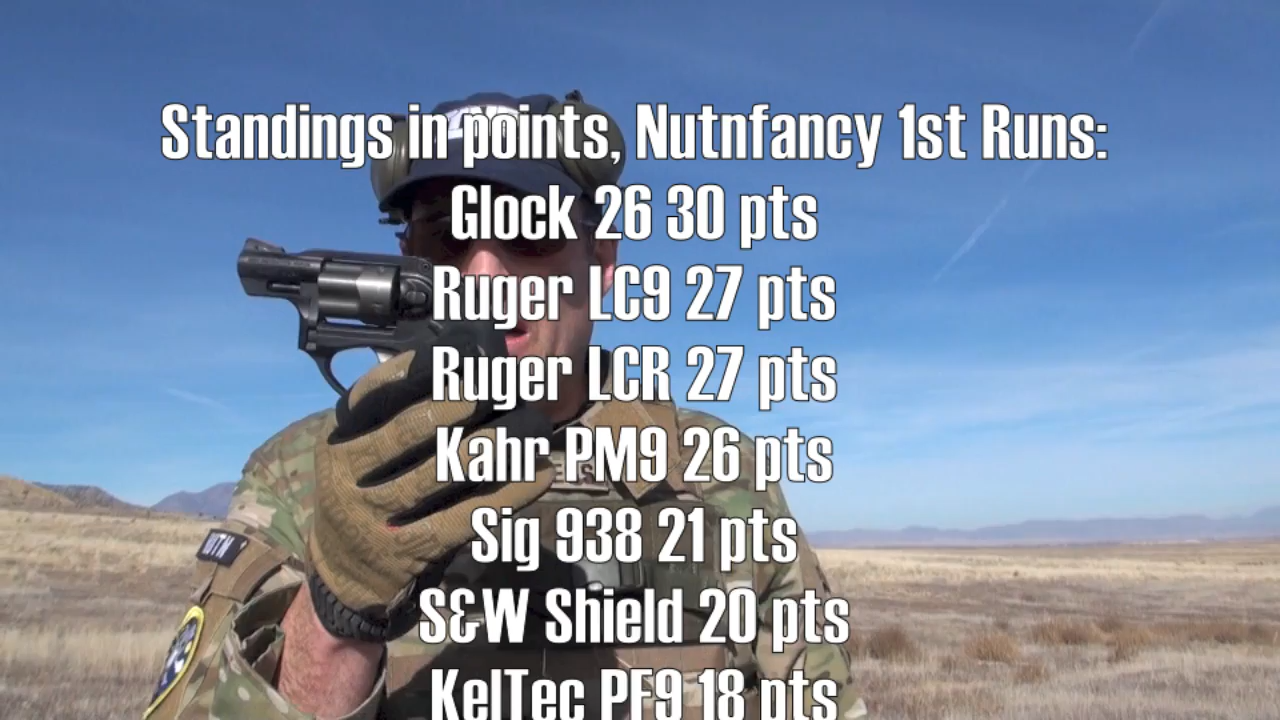 Standings in points, Nutnfancy 1st Runs:
Glock 26 30 pts
Ruger LC9 27 pts
Ruger LCR 27 pts
Kahr PM9 26 pts
Sig 938 21 pts
S&W Shield 20 pts
KelTec PF9 18 pts